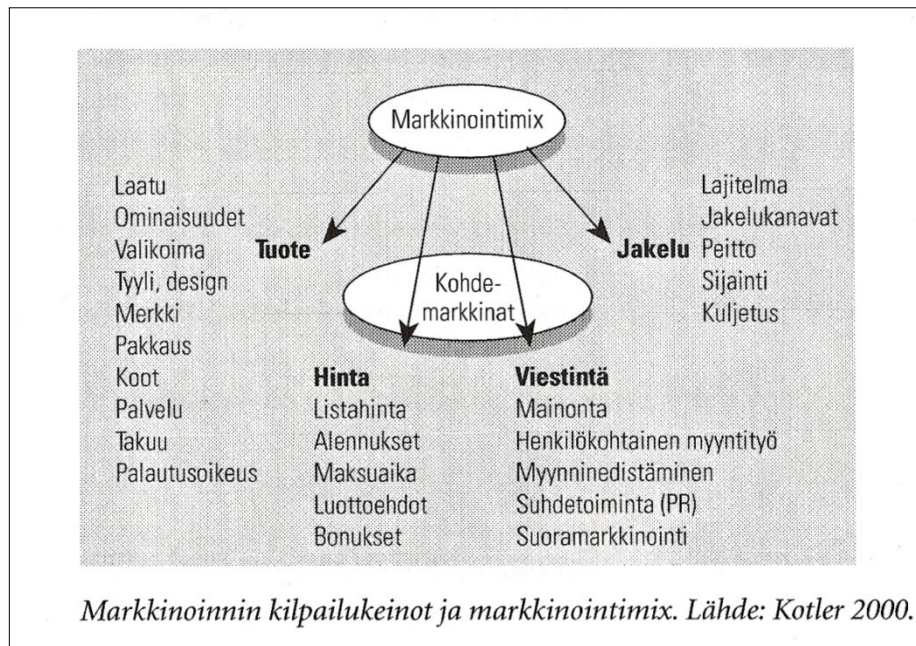 Markkinointimix
Laatu
Ominaisuudet
Valikoima
Tyyli, design
Merkki
Pakkaus
Koot
Palvelu
Takuu
Palautusoikeus
Tuote
Kohde-
markkinat
Hinta
Listahinta
Alennukset
Maksuaika
Luottoehdot
Bonukset
Viestintä
Mainonta
Henkilökohtainen myyntityö
Myynninedistäminen
Suhdetoiminta (PR)
Suoramarkkinointi
Jakelu
Lajitelma
Jakelukanavat
Peitto
Sijainti
Kuljetus
Markkinoinnin kilpailukeinot ja markkinointimix. Lähde: Kotler 2000.